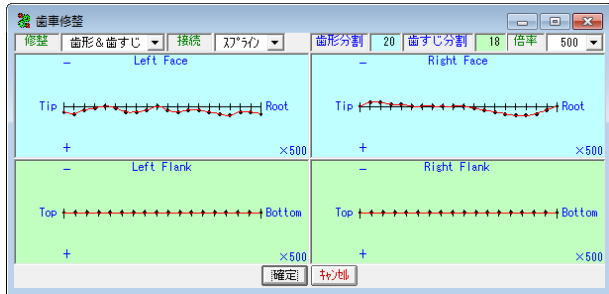 歯車修整
修整 歯形&歯すじ 接続 ｽﾌﾟﾗｲﾝ 歯形分割 20 歯すじ分割 18 倍率 500
− Left Face − Right Face
Tip Root Tip Root
+ ×500 + ×500
− Left Flank − Right Flank
Top Bottom Top Bottom
+ ×500 + ×500
確定 ｷｬﾝｾﾙ